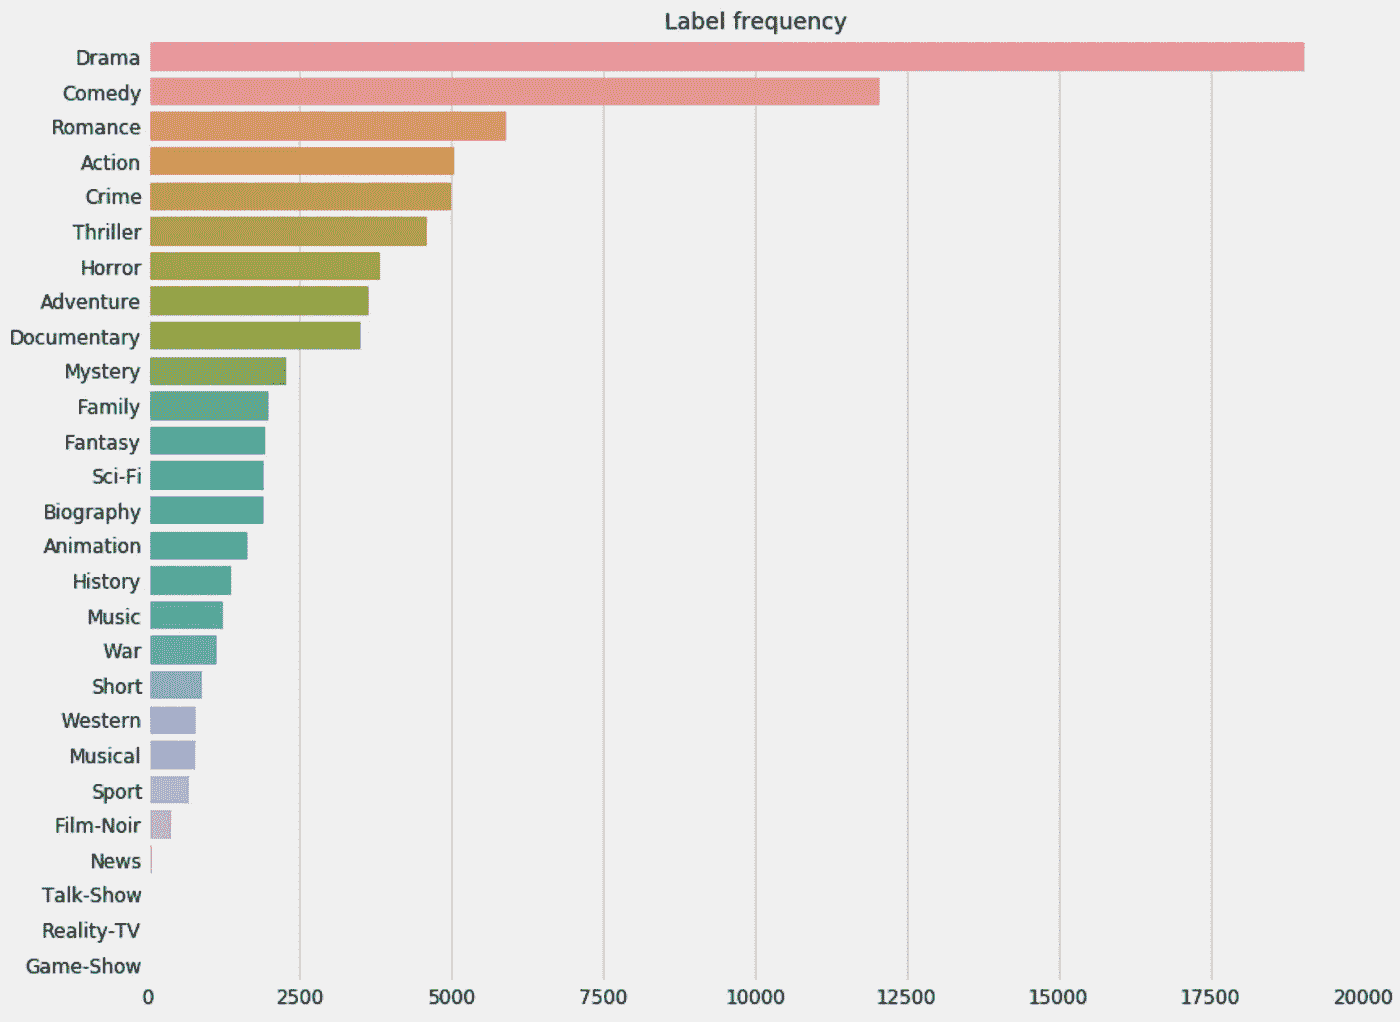 Label frequency
Drama
Comedy
Romance
Action
Crime
Thriller
Horror
Adventure
Documentary
Mystery
Family
Fantasy
Sci-Fi
Biography
Animation
History
Music
War
Short
Western
Musical
Sport
Film-Noir
News
Talk-Show
Reality-TV
Game-Show
0 2500 5000 7500 10000 12500 15000 17500 20000